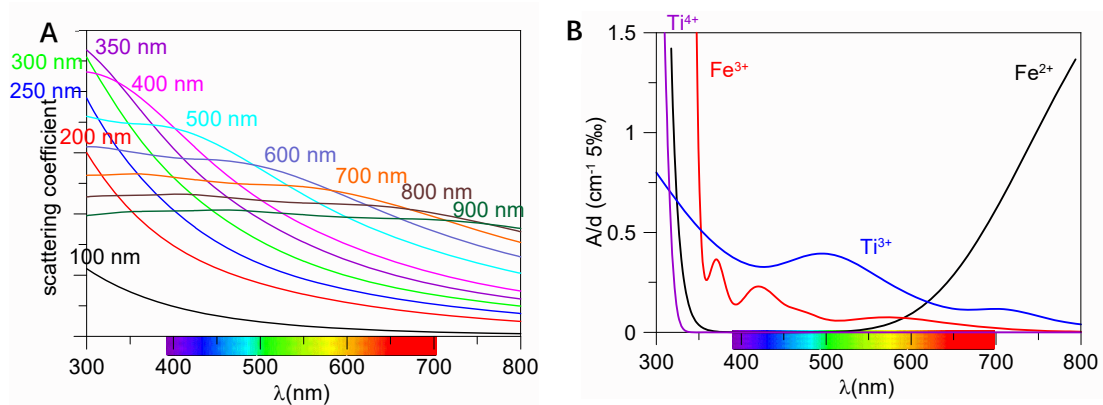 A
350 nm
300 nm
400 nm
250 nm
500 nm
200 nm
600 nm
700 nm
800 nm
900 nm
100 nm
scattering coefficient
300 400 500 600 700 800
λ(nm)
B
Ti⁴⁺
1.5
Fe³⁺
Fe²⁺
1
A/d (cm⁻¹ 5‰)
0.5
Ti³⁺
0
300 400 500 600 700 800
λ(nm)